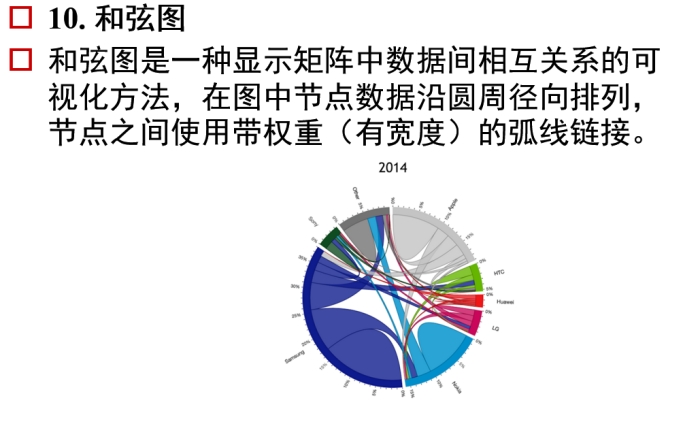 10. 和弦图
和弦图是一种显示矩阵中数据间相互关系的可
视化方法，在图中节点数据沿圆周径向排列，
节点之间使用带权重（有宽度）的弧线链接。
2014
Other
Apple
Sony
HTC
Huawei
LG
Samsung
Nokia